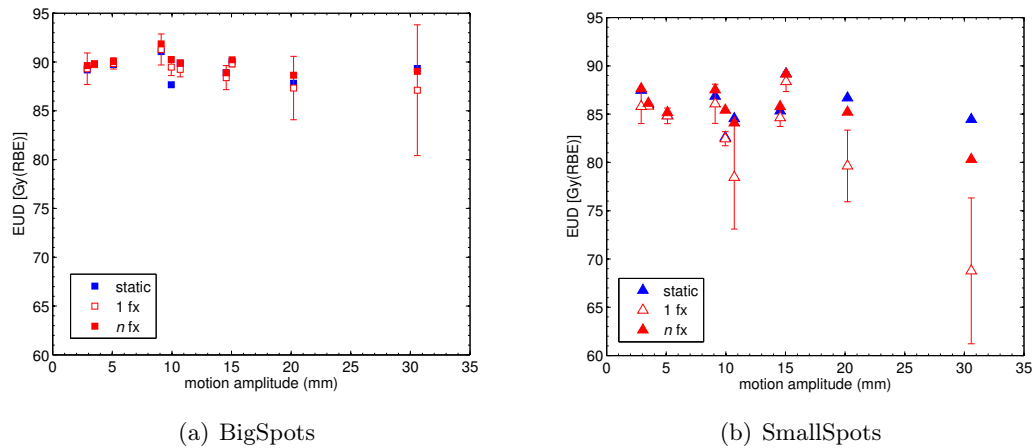 95
90
85
80
75
70
65
60
EUD [Gy(RBE)]
static
1 fx
n fx
0 5 10 15 20 25 30 35
motion amplitude (mm)
(a) BigSpots
95
90
85
80
75
70
65
60
EUD [Gy(RBE)]
static
1 fx
n fx
0 5 10 15 20 25 30 35
motion amplitude (mm)
(b) SmallSpots